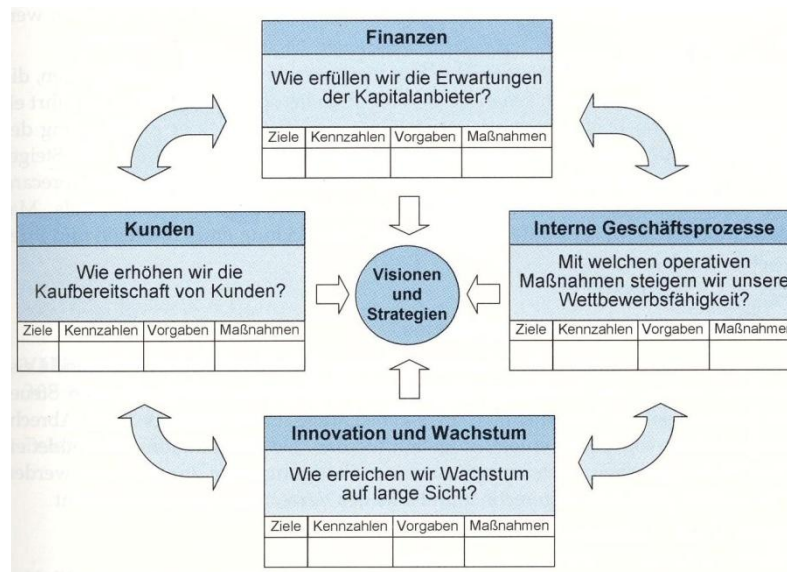 Finanzen
Wie erfüllen wir die Erwartungen
der Kapitalanbieter?
Ziele Kennzahlen Vorgaben Maßnahmen
Kunden
Wie erhöhen wir die
Kaufbereitschaft von Kunden?
Ziele Kennzahlen Vorgaben Maßnahmen
Visionen
und
Strategien
Interne Geschäftsprozesse
Mit welchen operativen
Maßnahmen steigern wir unsere
Wettbewerbsfähigkeit?
Ziele Kennzahlen Vorgaben Maßnahmen
Innovation und Wachstum
Wie erreichen wir Wachstum
auf lange Sicht?
Ziele Kennzahlen Vorgaben Maßnahmen